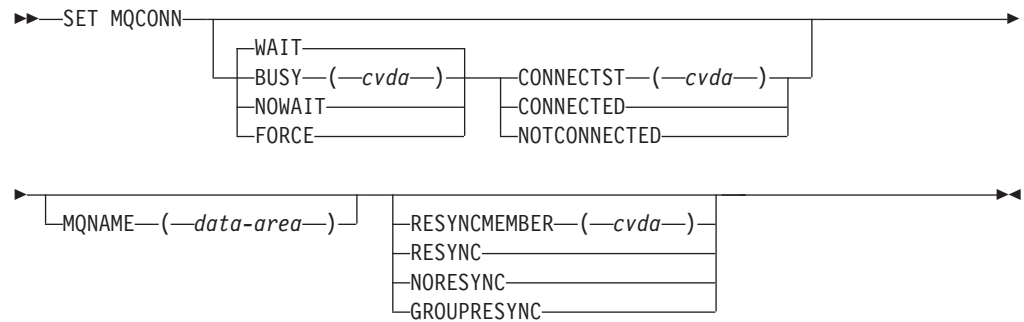 SET MQCONN
WAIT
BUSY ( cvda ) CONNECTST ( cvda )
NOWAIT CONNECTED
FORCE NOTCONNECTED
MQNAME ( data-area ) RESYNCMEMBER ( cvda )
RESYNC
NORESYNC
GROUPRESYNC